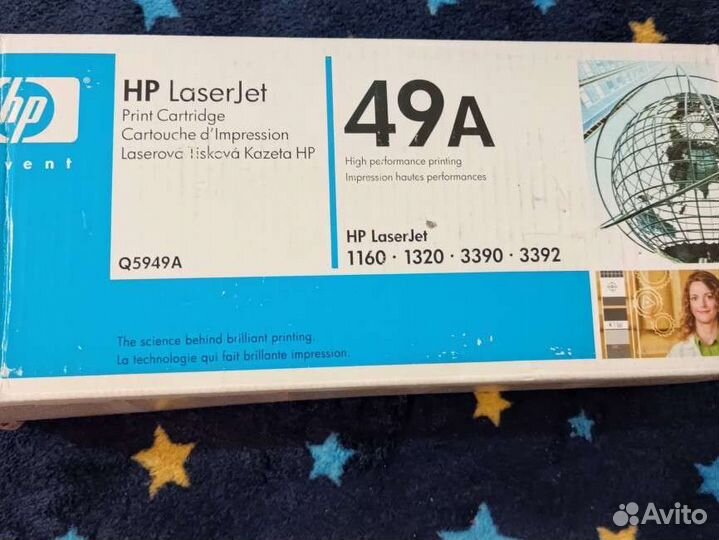 hp
®
HP LaserJet
Print Cartridge
Cartouche d'Impression
Laserová Tisková Kazeta HP
Q5949A
49A
High performance printing
Impression hautes performances
HP LaserJet
1160 · 1320 · 3390 · 3392
The science behind brilliant printing.
La technologie qui fait brillante impression.
Avito